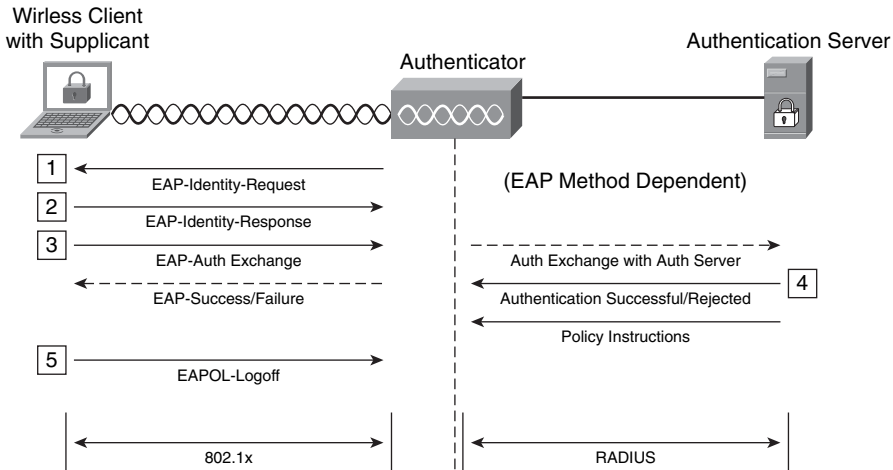 Wirless Client
with Supplicant
Authenticator
Authentication Server
1
EAP-Identity-Request
(EAP Method Dependent)
2
EAP-Identity-Response
3
EAP-Auth Exchange
Auth Exchange with Auth Server
EAP-Success/Failure
Authentication Successful/Rejected
4
Policy Instructions
5
EAPOL-Logoff
802.1x
RADIUS